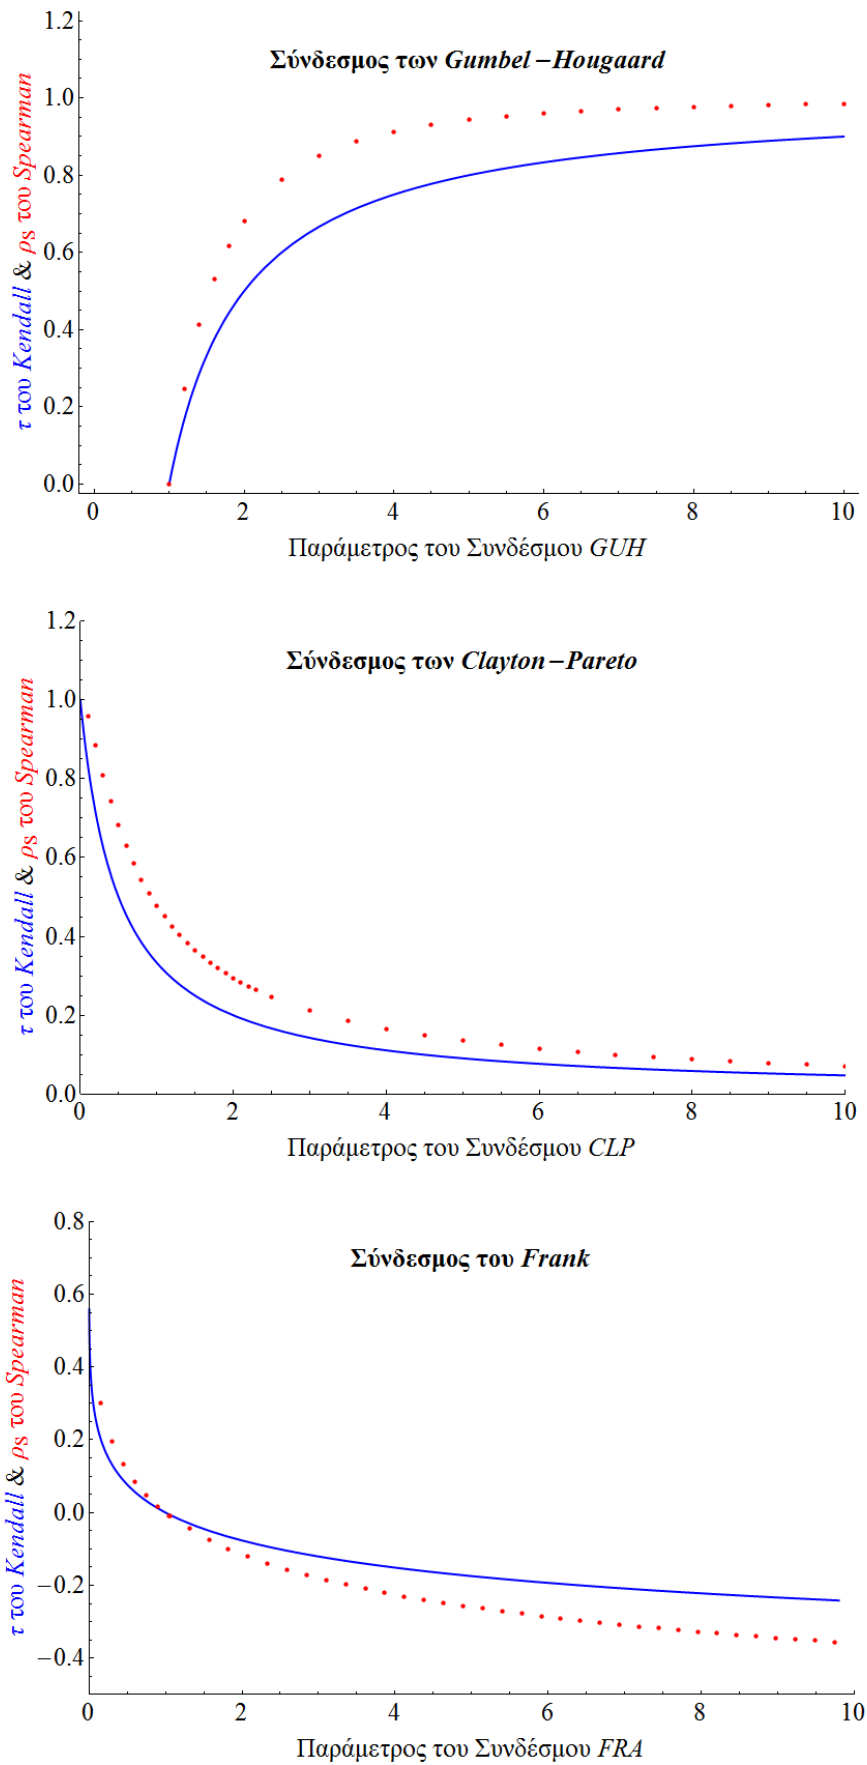 1.2
Σύνδεσμος των Gumbel–Hougaard
1.0
0.8
0.6
0.4
0.2
0.0
τ του Kendall & ρS του Spearman
0 2 4 6 8 10
Παράμετρος του Συνδέσμου GUH
1.2
Σύνδεσμος των Clayton–Pareto
1.0
0.8
0.6
0.4
0.2
0.0
τ του Kendall & ρS του Spearman
0 2 4 6 8 10
Παράμετρος του Συνδέσμου CLP
0.8
Σύνδεσμος του Frank
0.6
0.4
0.2
0.0
−0.2
−0.4
τ του Kendall & ρS του Spearman
0 2 4 6 8 10
Παράμετρος του Συνδέσμου FRA